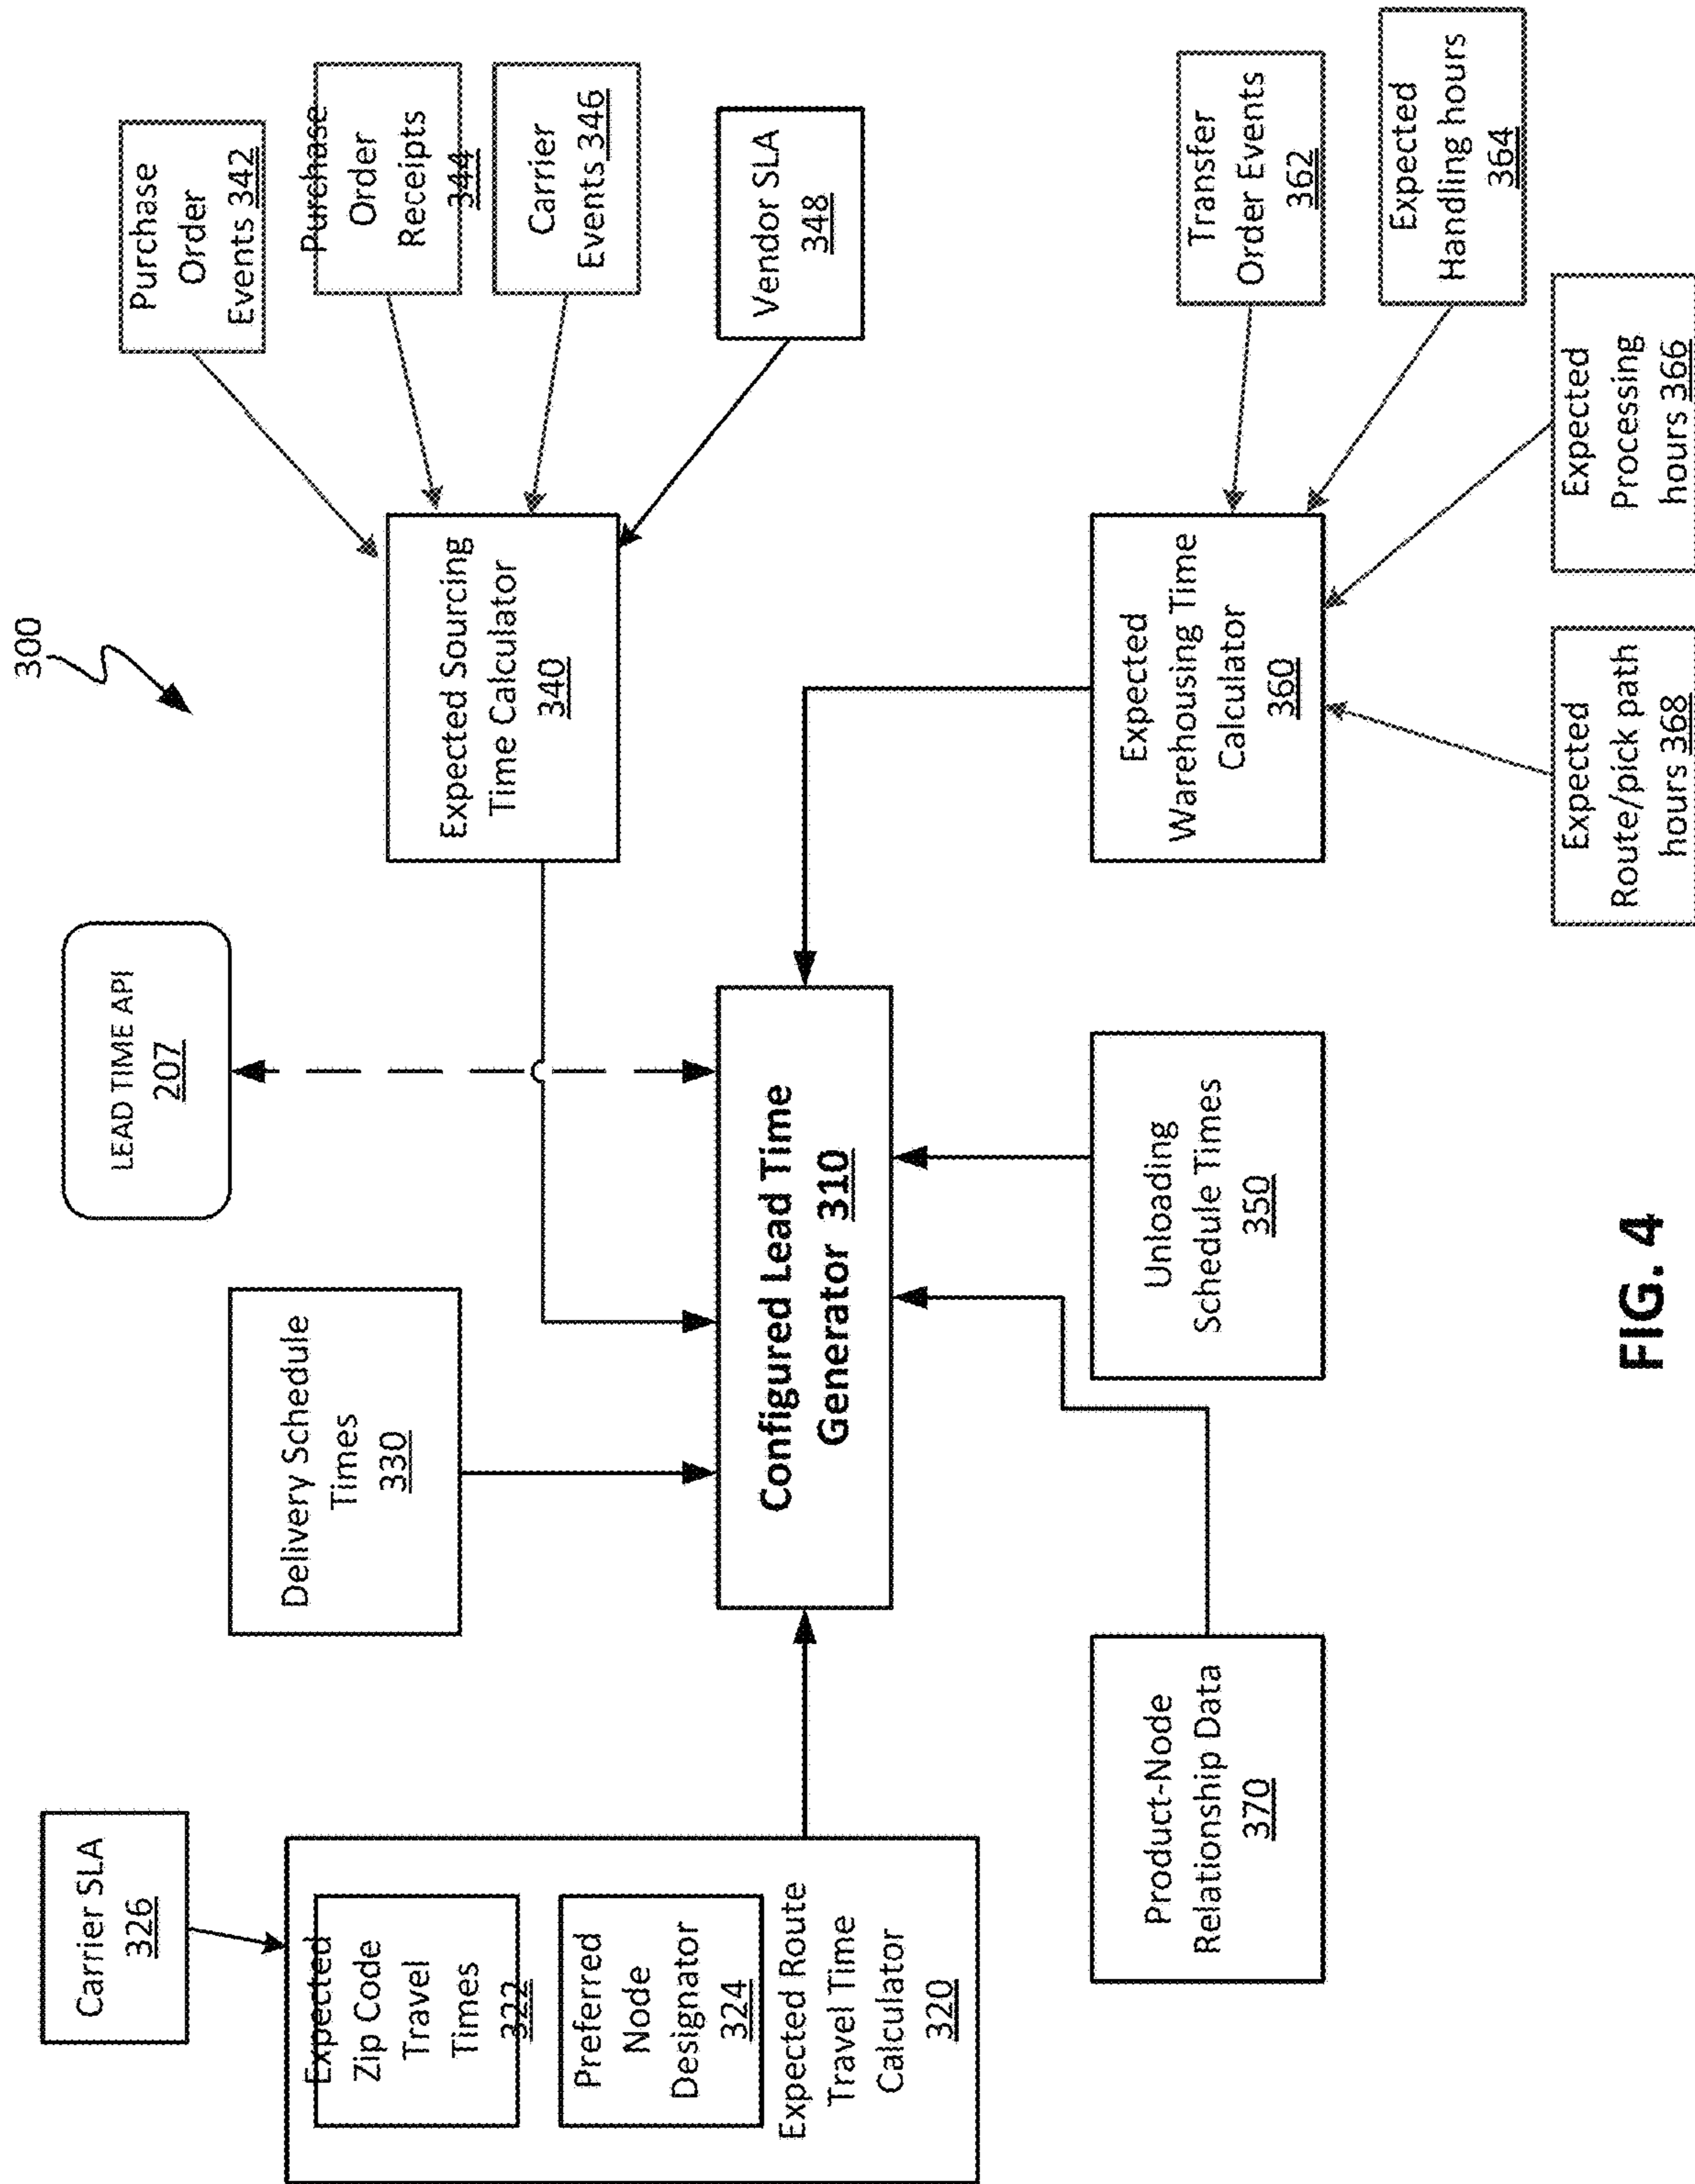 300
Carrier SLA
326
LEAD TIME API
207
Purchase
Order
Events 342
Purchase
Order
Receipts
344
Carrier
Events 346
Vendor SLA
348
Delivery Schedule
Times
330
Expected Sourcing
Time Calculator
340
Expected
Zip Code
Travel
Times
322
Preferred
Node
Designator
324
Expected Route
Travel Time
Calculator
320
Configured Lead Time
Generator 310
Product-Node
Relationship Data
370
Unloading
Schedule Times
350
Expected
Warehousing Time
Calculator
360
Transfer
Order Events
362
Expected
Handling hours
364
Expected
Route/pick path
hours 368
Expected
Processing
hours 366
FIG. 4